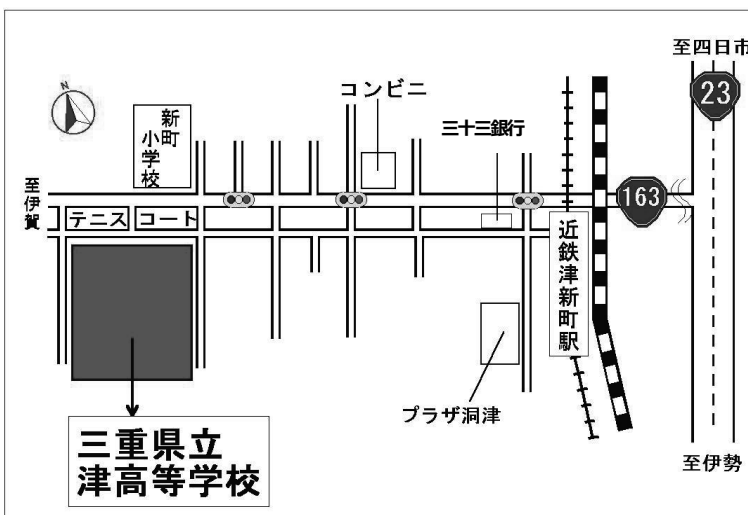 至四日市
23
N
コンビニ
新町
小学校
三十三銀行
至伊賀
163
テニス
コート
近鉄津新町駅
プラザ洞津
三重県立
津高等学校
至伊勢